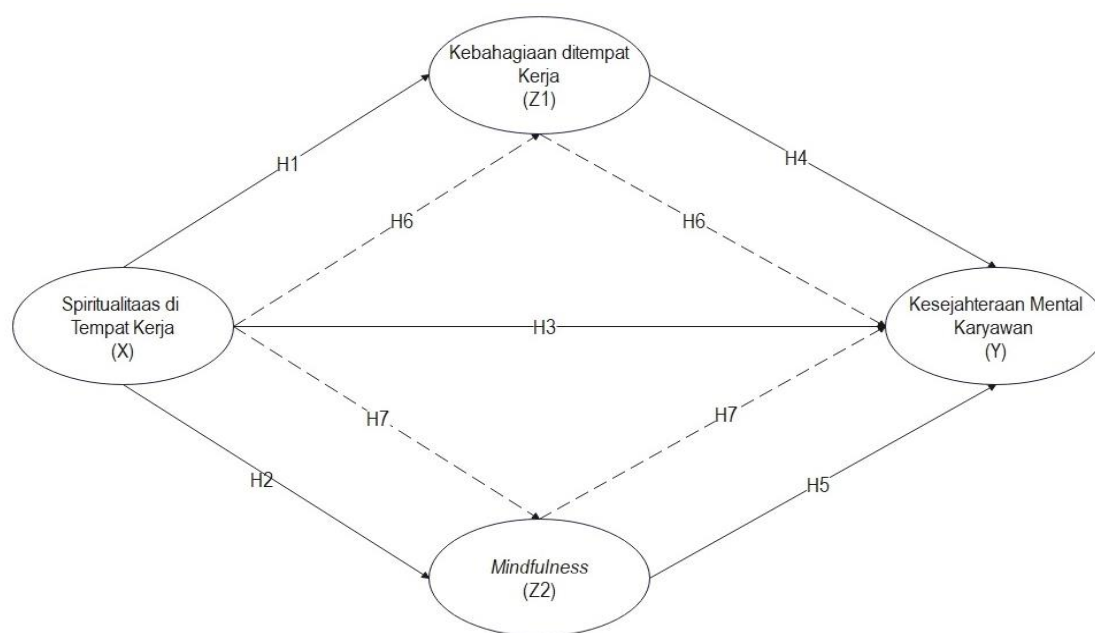 Kebahagiaan ditempat
Kerja
(Z1)
H1
H4
H6
H6
Spiritualitaas di
Tempat Kerja
(X)
H3
Kesejahteraan Mental
Karyawan
(Y)
H7
H7
H2
H5
Mindfulness
(Z2)